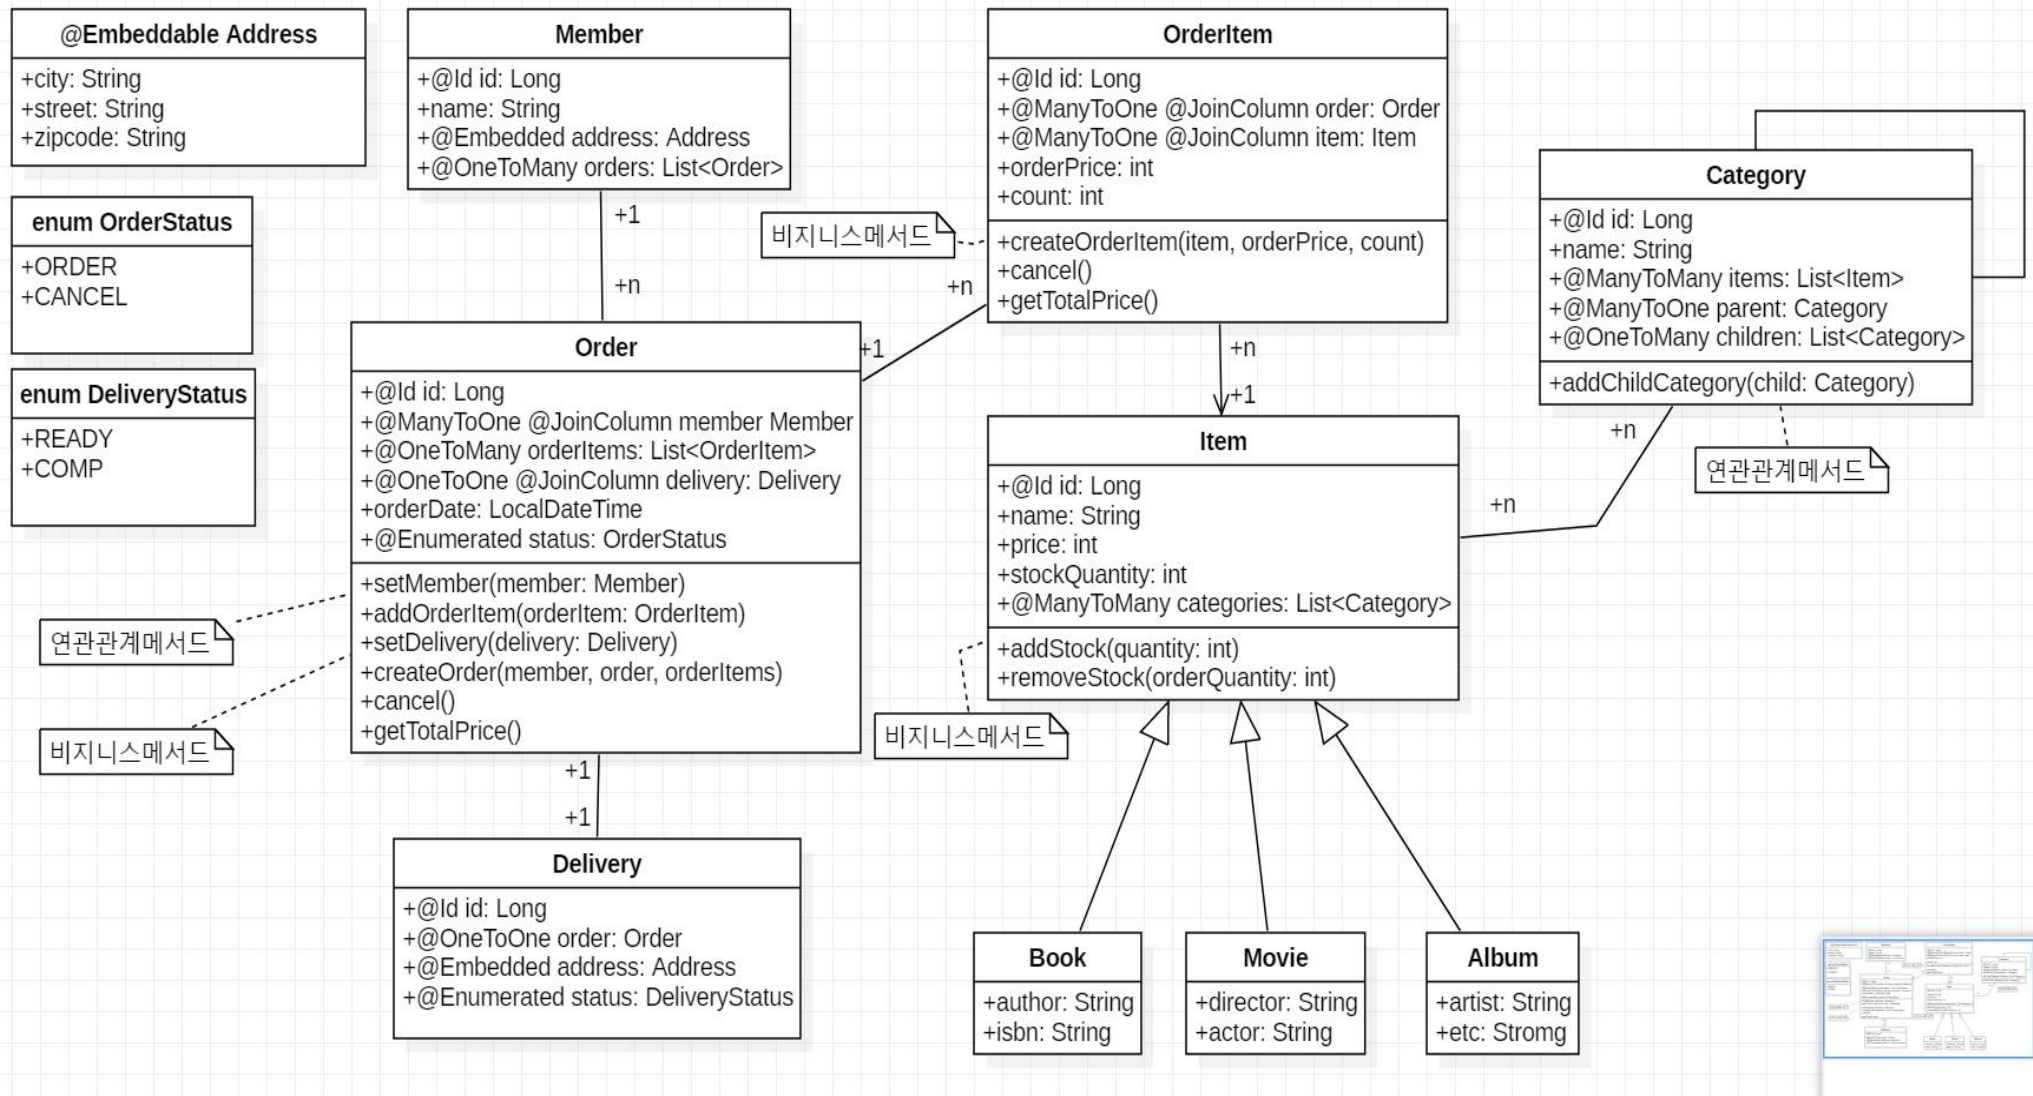 @Embeddable Address
+city: String
+street: String
+zipcode: String
enum OrderStatus
+ORDER
+CANCEL
enum DeliveryStatus
+READY
+COMP
Member
+@Id id: Long
+name: String
+@Embedded address: Address
+@OneToMany orders: List<Order>
+1
+n
Order
+@Id id: Long
+@ManyToOne @JoinColumn member Member
+@OneToMany orderItems: List<OrderItem>
+@OneToOne @JoinColumn delivery: Delivery
+orderDate: LocalDateTime
+@Enumerated status: OrderStatus
+setMember(member: Member)
+addOrderItem(orderItem: OrderItem)
+setDelivery(delivery: Delivery)
+createOrder(member, order, orderItems)
+cancel()
+getTotalPrice()
연관관계메서드
비지니스메서드
+1
+1
Delivery
+@Id id: Long
+@OneToOne order: Order
+@Embedded address: Address
+@Enumerated status: DeliveryStatus
OrderItem
+@Id id: Long
+@ManyToOne @JoinColumn order: Order
+@ManyToOne @JoinColumn item: Item
+orderPrice: int
+count: int
+createOrderItem(item, orderPrice, count)
+cancel()
+getTotalPrice()
비지니스메서드
+n
+1
+n
+1
Item
+@Id id: Long
+name: String
+price: int
+stockQuantity: int
+@ManyToMany categories: List<Category>
+addStock(quantity: int)
+removeStock(orderQuantity: int)
비지니스메서드
Book
+author: String
+isbn: String
Movie
+director: String
+actor: String
Album
+artist: String
+etc: Stromg
Category
+@Id id: Long
+name: String
+@ManyToMany items: List<Item>
+@ManyToOne parent: Category
+@OneToMany children: List<Category>
+addChildCategory(child: Category)
연관관계메서드
+n
+n